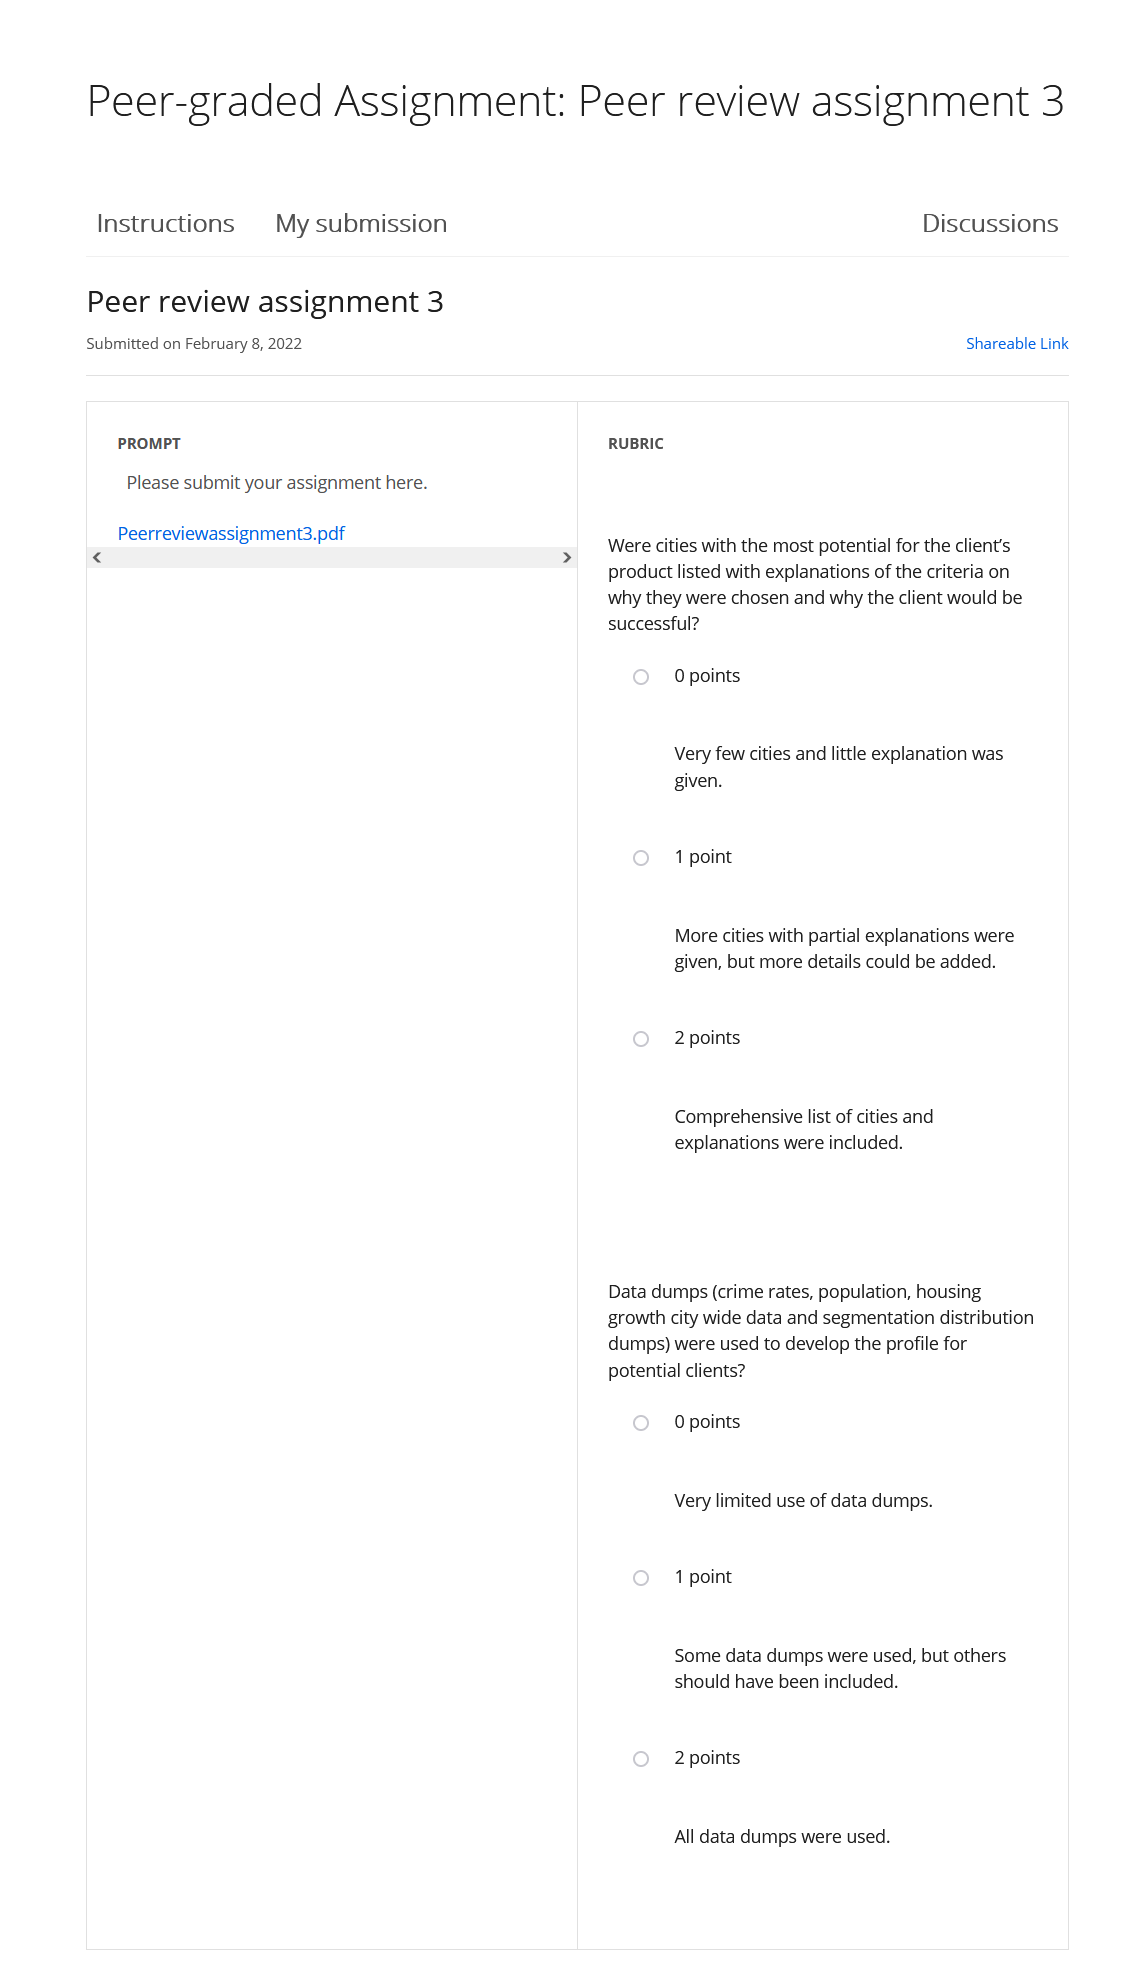 Peer-graded Assignment: Peer review assignment 3
Instructions
My submission
Discussions
Peer review assignment 3
Submitted on February 8, 2022
Shareable Link
PROMPT
Please submit your assignment here.
Peerreviewassignment3.pdf
RUBRIC
Were cities with the most potential for the client’s
product listed with explanations of the criteria on
why they were chosen and why the client would be
successful?
0 points
Very few cities and little explanation was
given.
1 point
More cities with partial explanations were
given, but more details could be added.
2 points
Comprehensive list of cities and
explanations were included.
Data dumps (crime rates, population, housing
growth city wide data and segmentation distribution
dumps) were used to develop the profile for
potential clients?
0 points
Very limited use of data dumps.
1 point
Some data dumps were used, but others
should have been included.
2 points
All data dumps were used.